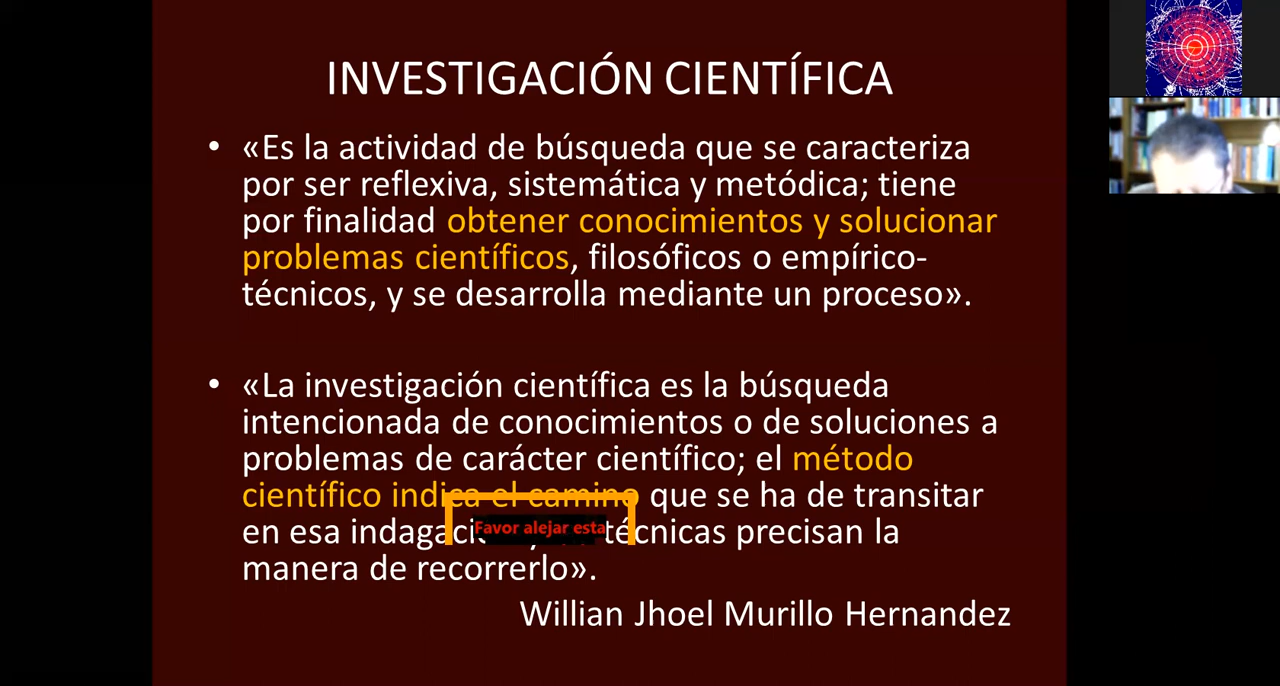 INVESTIGACIÓN CIENTÍFICA
• «Es la actividad de búsqueda que se caracteriza
por ser reflexiva, sistemática y metódica; tiene
por finalidad obtener conocimientos y solucionar
problemas científicos, filosóficos o empírico-
técnicos, y se desarrolla mediante un proceso».
• «La investigación científica es la búsqueda
intencionada de conocimientos o de soluciones a
problemas de carácter científico; el método
científico indica el camino que se ha de transitar
en esa técnicas precisan la
Favor alejar esta
manera de recorrerlo».
Willian Jhoel Murillo Hernandez